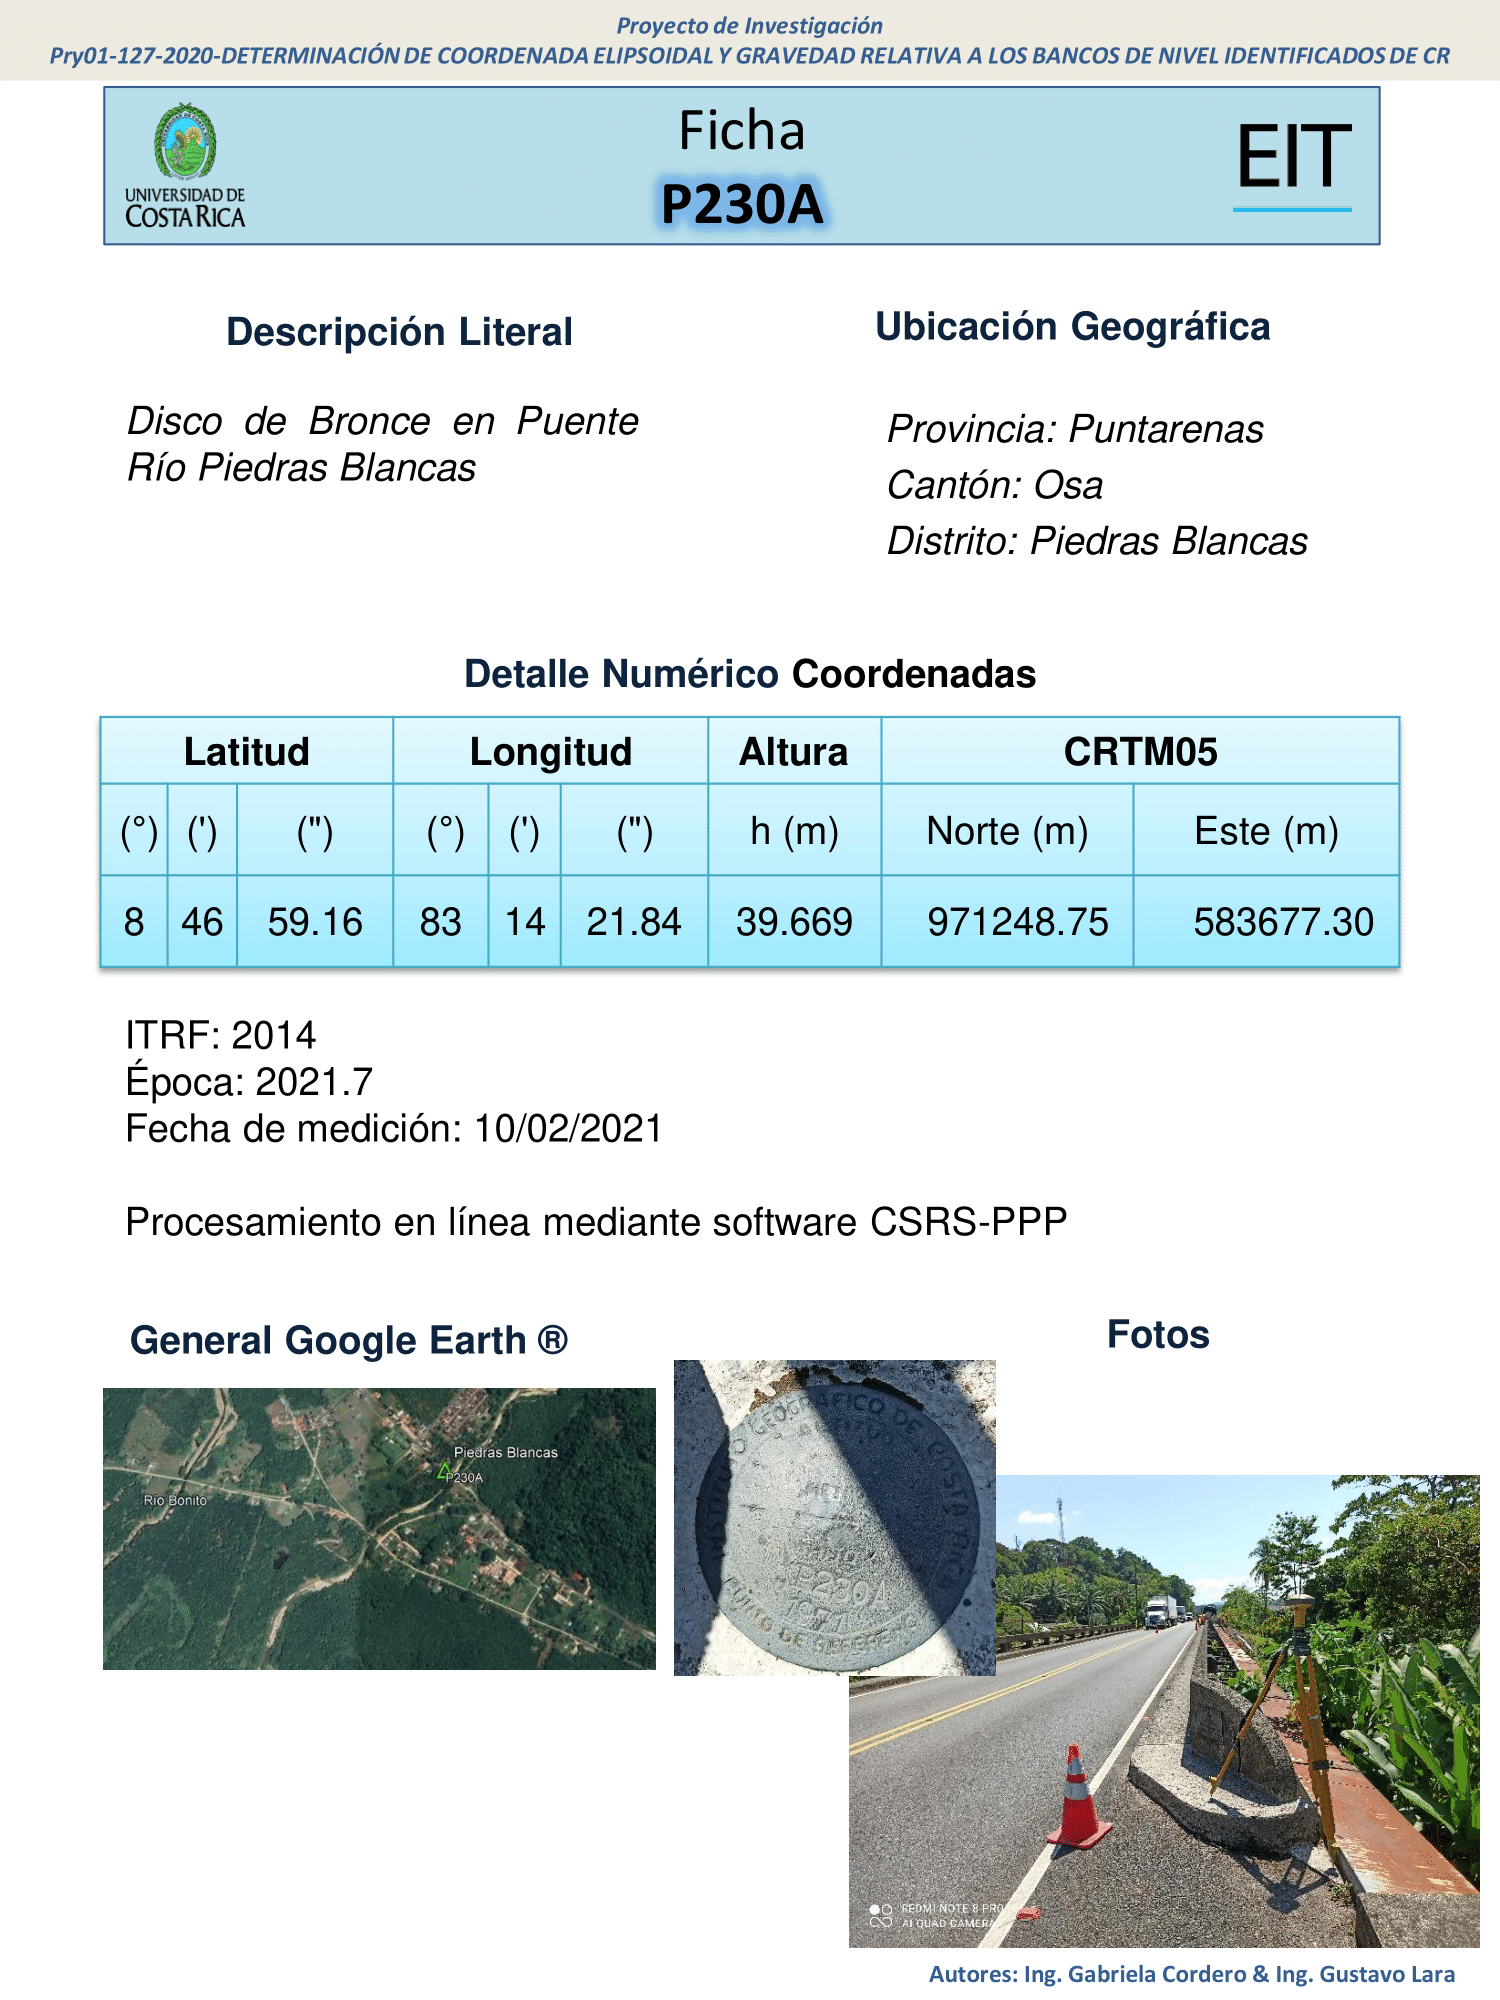 Proyecto de Investigación
Pry01-127-2020-DETERMINACIÓN DE COORDENADA ELIPSOIDAL Y GRAVEDAD RELATIVA A LOS BANCOS DE NIVEL IDENTIFICADOS DE CR
UNIVERSIDAD DE
COSTA RICA
Ficha
P230A
EIT
Descripción Literal
Disco de Bronce en Puente
Río Piedras Blancas
Ubicación Geográfica
Provincia: Puntarenas
Cantón: Osa
Distrito: Piedras Blancas
Detalle Numérico Coordenadas
Latitud Longitud Altura CRTM05
(°) (') (") (°) (') (") h (m) Norte (m) Este (m)
8 46 59.16 83 14 21.84 39.669 971248.75 583677.30
ITRF: 2014
Época: 2021.7
Fecha de medición: 10/02/2021
Procesamiento en línea mediante software CSRS-PPP
General Google Earth ®
Fotos
Piedras Blancas
P230A
Río Bonito
GEOGRAFICO DE
COSTA RICA
P230A
1971
REDMI NOTE 8 PRO
AI QUAD CAMERA
Autores: Ing. Gabriela Cordero & Ing. Gustavo Lara